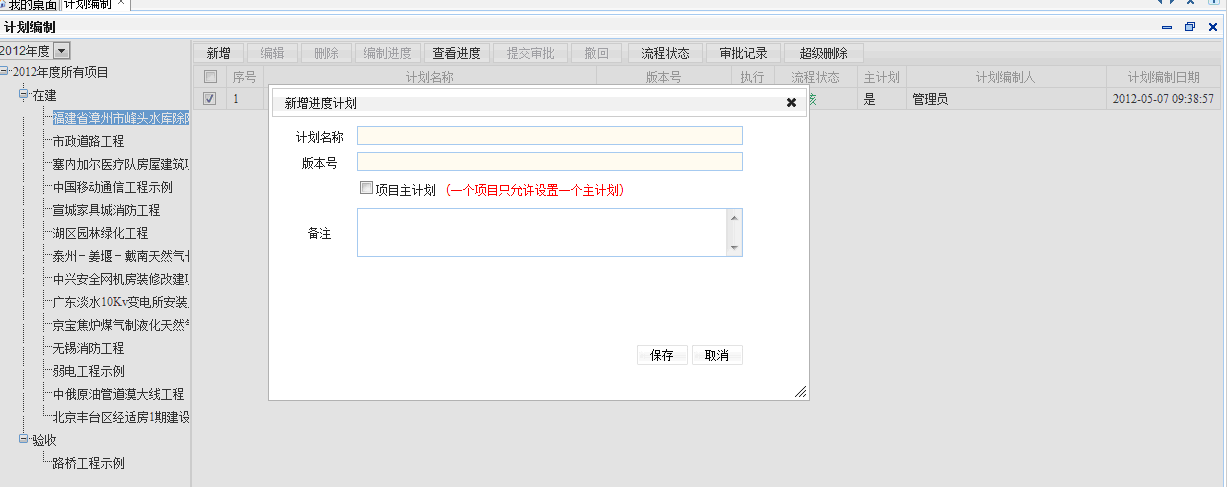 我的桌面 计划编制
计划编制
2012年度
新增 编辑 删除 编制进度 查看进度 提交审批 撤回 流程状态 审批记录 超级删除
2012年度所有项目
在建
福建省漳州市峰头水库除险
市政道路工程
塞内加尔医疗队房屋建筑项
中国移动通信工程示例
宣城家具城消防工程
湖区园林绿化工程
泰州－姜堰－戴南天然气长
中兴安全网机房装修改建项
广东淡水10Kv变电所安装
京宝焦炉煤气制液化天然气
无锡消防工程
弱电工程示例
中俄原油管道漠大线工程
北京丰台区经适房1期建设
验收
路桥工程示例
序号 计划名称 版本号 执行 流程状态 主计划 计划编制人 计划编制日期
1 核 是 管理员 2012-05-07 09:38:57
新增进度计划
计划名称
版本号
项目主计划 （一个项目只允许设置一个主计划）
备注
保存 取消